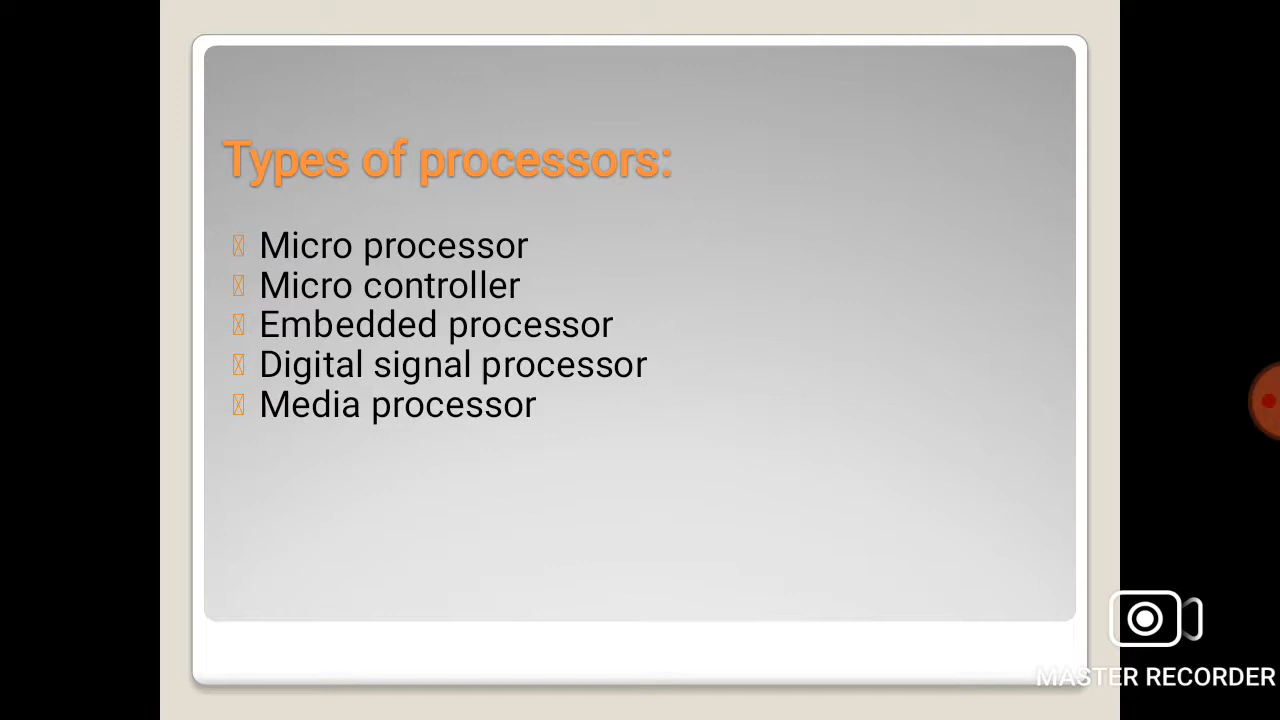 Types of processors:
Micro processor
Micro controller
Embedded processor
Digital signal processor
Media processor
MASTER RECORDER